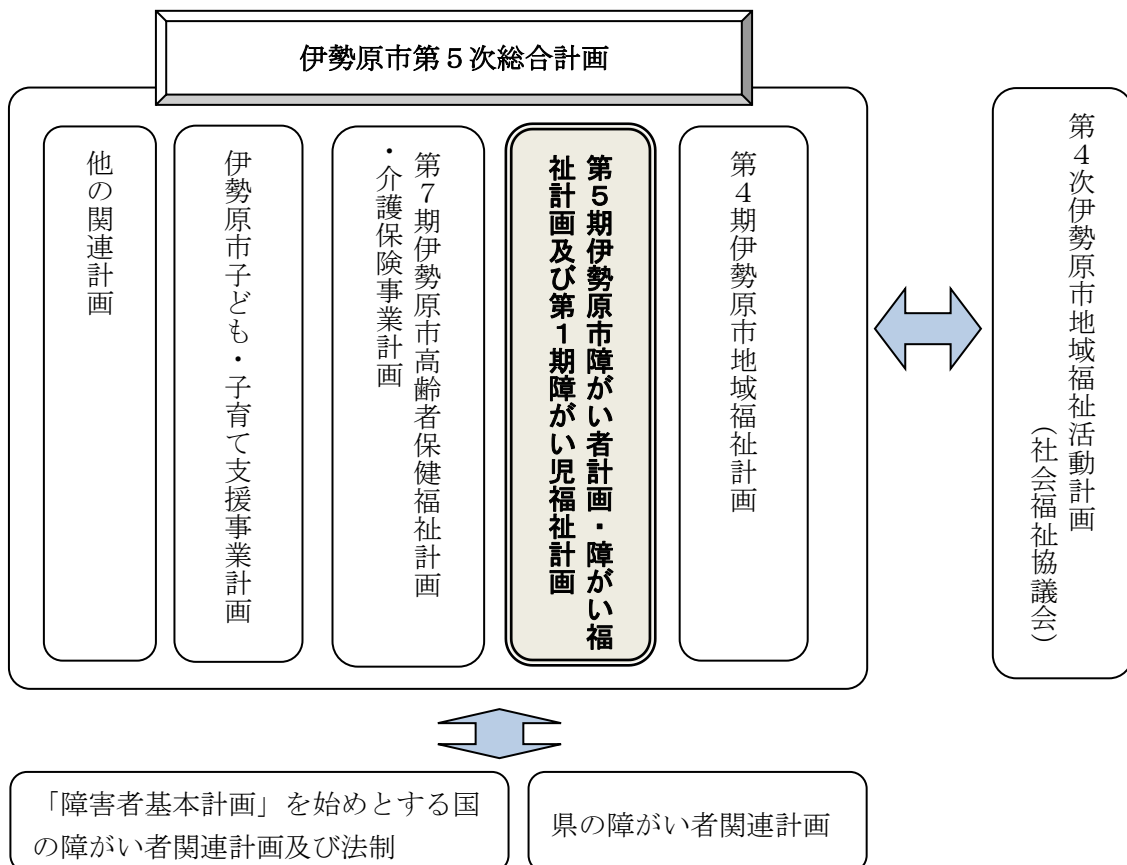 伊勢原市第５次総合計画
第４次伊勢原市地域福祉活動計画
（社会福祉協議会）
第４期伊勢原市地域福祉計画
第５期伊勢原市障がい者計画・障がい福
祉計画及び第１期障がい児福祉計画
第７期伊勢原市高齢者保健福祉計画
・介護保険事業計画
伊勢原市子ども・子育て支援事業計画
他の関連計画
「障害者基本計画」を始めとする国
の障がい者関連計画及び法制
県の障がい者関連計画